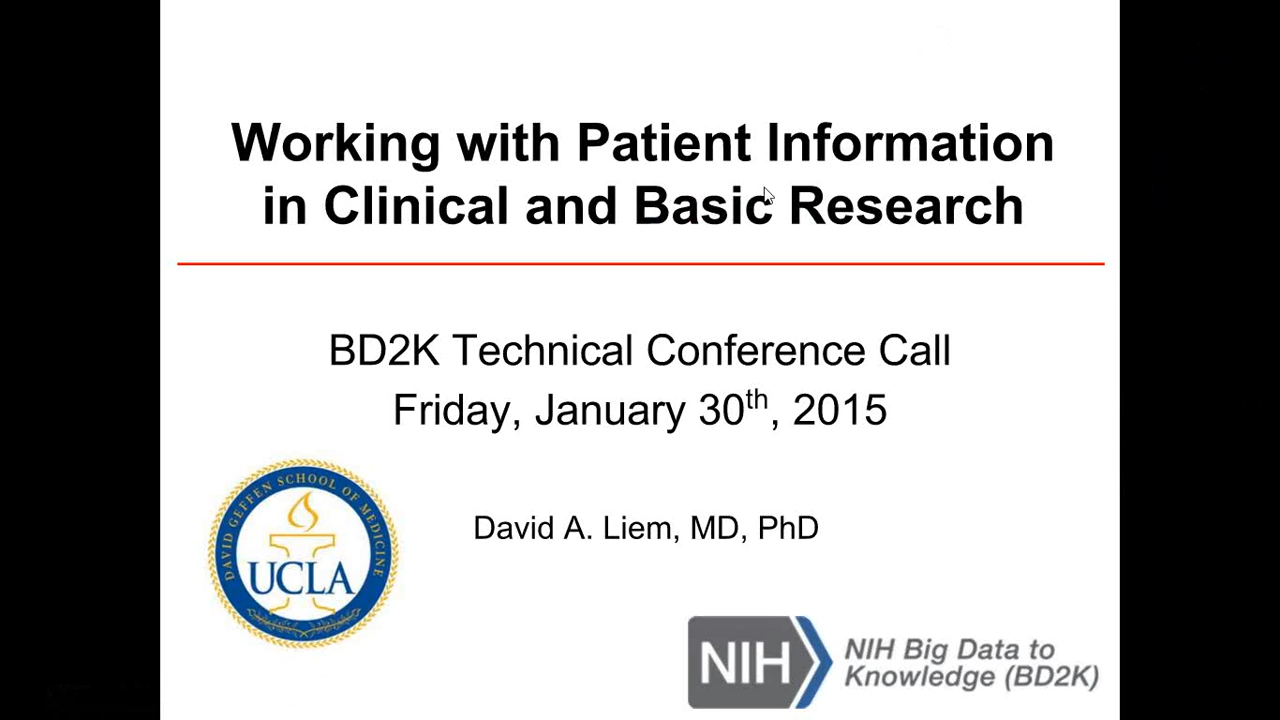 Working with Patient Information
in Clinical and Basic Research
BD2K Technical Conference Call
Friday, January 30th, 2015
David A. Liem, MD, PhD
DAVID GEFFEN SCHOOL OF MEDICINE
UCLA
NIH
NIH Big Data to
Knowledge (BD2K)